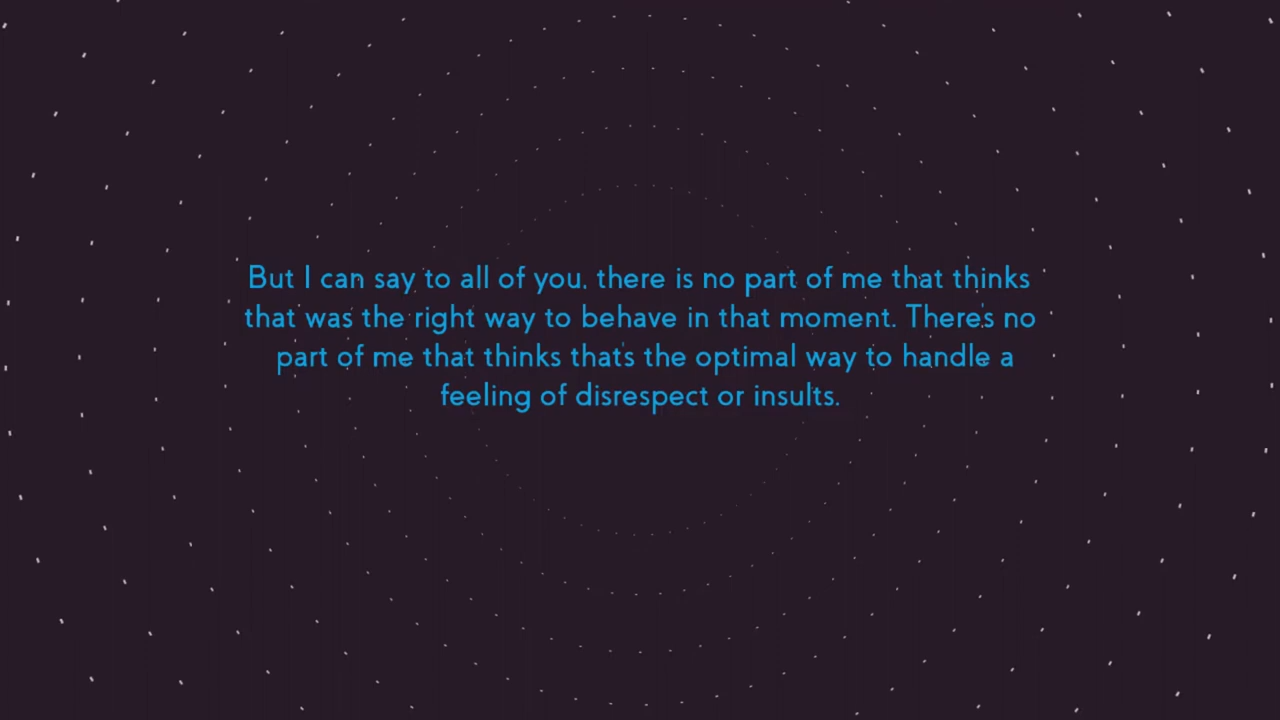 But I can say to all of you, there is no part of me that thinks
that was the right way to behave in that moment. There's no
part of me that thinks that's the optimal way to handle a
feeling of disrespect or insults.